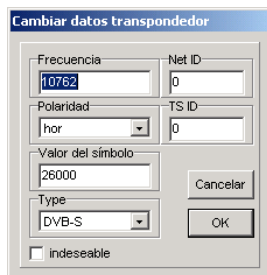 Cambiar datos transpondedor
Frecuencia
Net ID
10762
0
Polaridad
TS ID
hor
0
Valor del símbolo
26000
Cancelar
Type
DVB-S
OK
indeseable